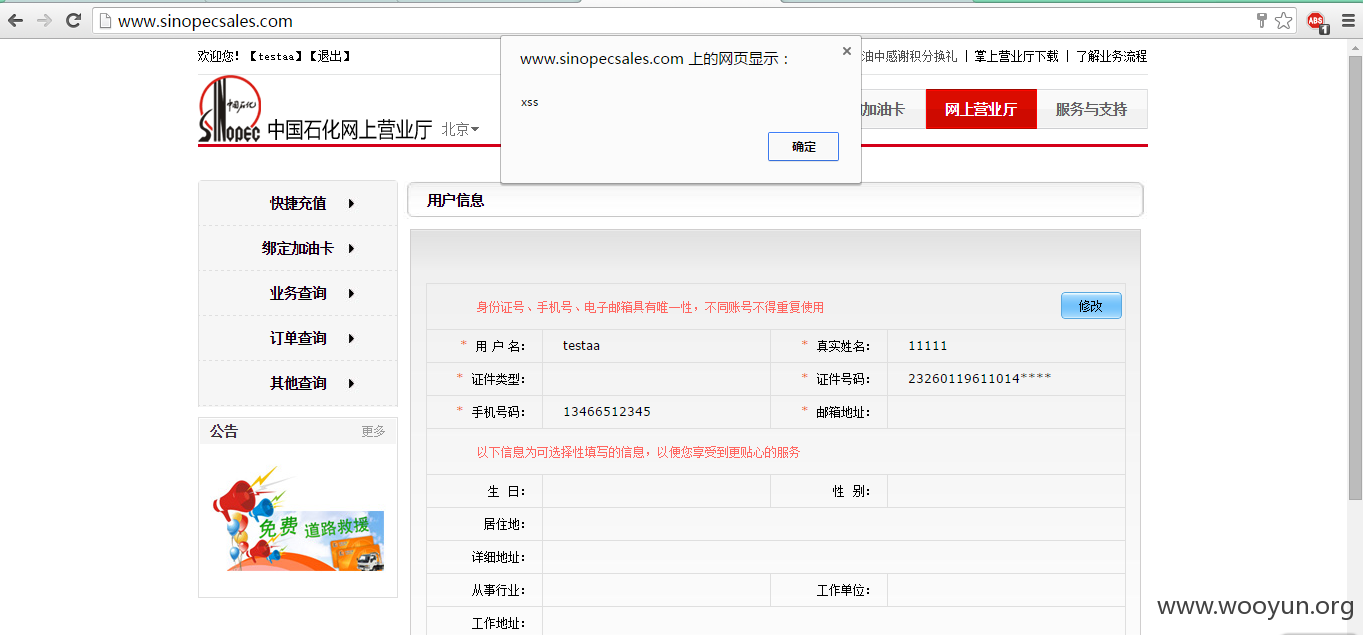 www.sinopecsales.com
ABP
1
欢迎您！【testaa】【退出】
油中感谢积分换礼 | 掌上营业厅下载 | 了解业务流程
www.sinopecsales.com 上的网页显示：
xss
确定
中国石化
SINOPEC
中国石化网上营业厅 北京
加油卡 网上营业厅 服务与支持
快捷充值
绑定加油卡
业务查询
订单查询
其他查询
公告 更多
免费 道路救援
用户信息
身份证号、手机号、电子邮箱具有唯一性，不同账号不得重复使用
修改
* 用 户 名： testaa * 真实姓名： 11111
* 证件类型： * 证件号码： 23260119611014****
* 手机号码： 13466512345 * 邮箱地址：
以下信息为可选择性填写的信息，以便您享受到更贴心的服务
生 日： 性 别：
居住地：
详细地址：
从事行业： 工作单位：
工作地址：
www.wooyun.org